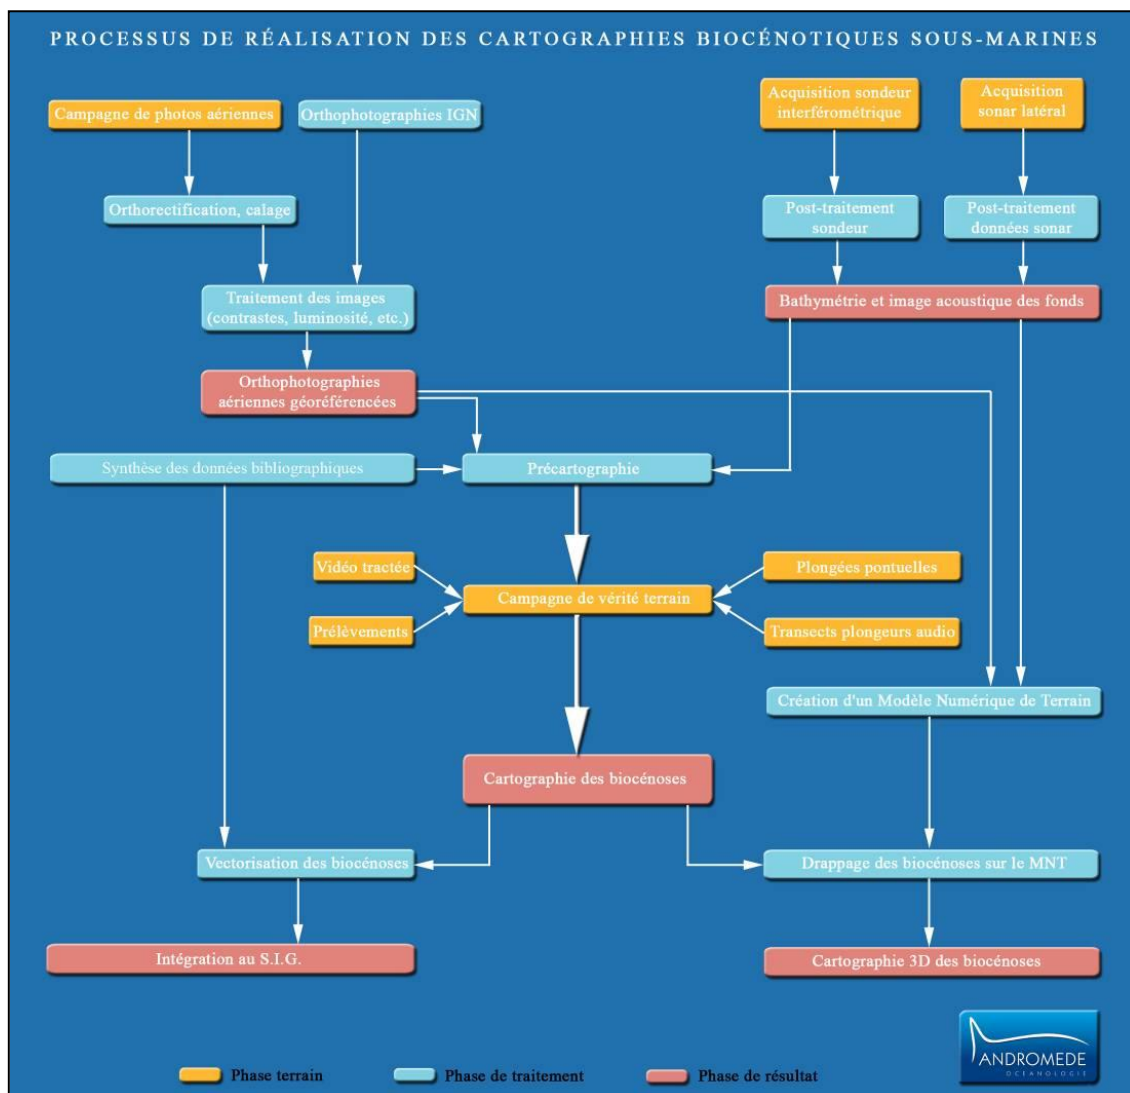 PROCESSUS DE RÉALISATION DES CARTOGRAPHIES BIOCÉNOTIQUES SOUS-MARINES
Campagne de photos aériennes
Orthophotographies IGN
Acquisition sondeur
interférométrique
Acquisition
sonar latéral
Orthorectification, calage
Post-traitement
sondeur
Post-traitement
données sonar
Traitement des images
(contrastes, luminosité, etc.)
Bathymétrie et image acoustique des fonds
Orthophotographies
aériennes géoréférencées
Synthèse des données bibliographiques
Précartographie
Vidéo tractée
Plongées pontuelles
Campagne de vérité terrain
Prélèvements
Transects plongeurs audio
Création d'un Modèle Numérique de Terrain
Cartographie des biocénoses
Vectorisation des biocénoses
Drappage des biocénoses sur le MNT
Intégration au S.I.G.
Cartographie 3D des biocénoses
ANDROMEDE
OCEANOLOGIE
Phase terrain
Phase de traitement
Phase de résultat